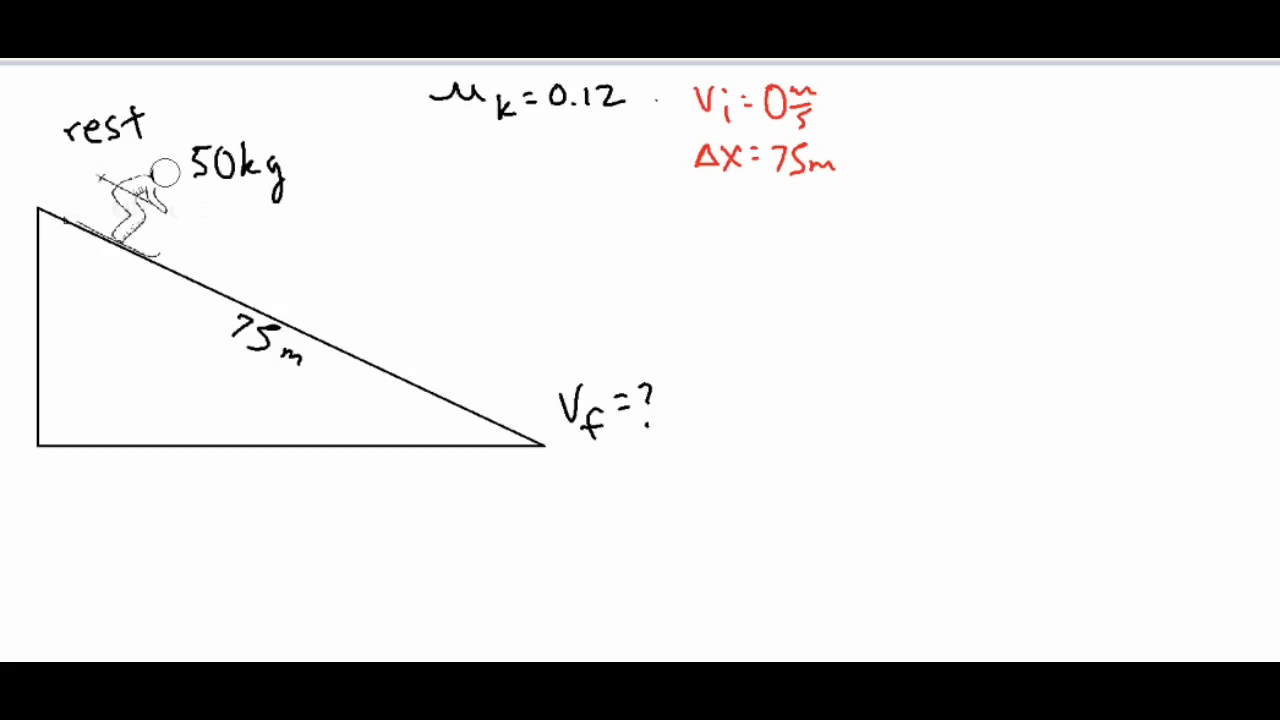 μk = 0.12
Vi = 0 m/s
Δx = 75m
rest
50kg
75m
Vf = ?